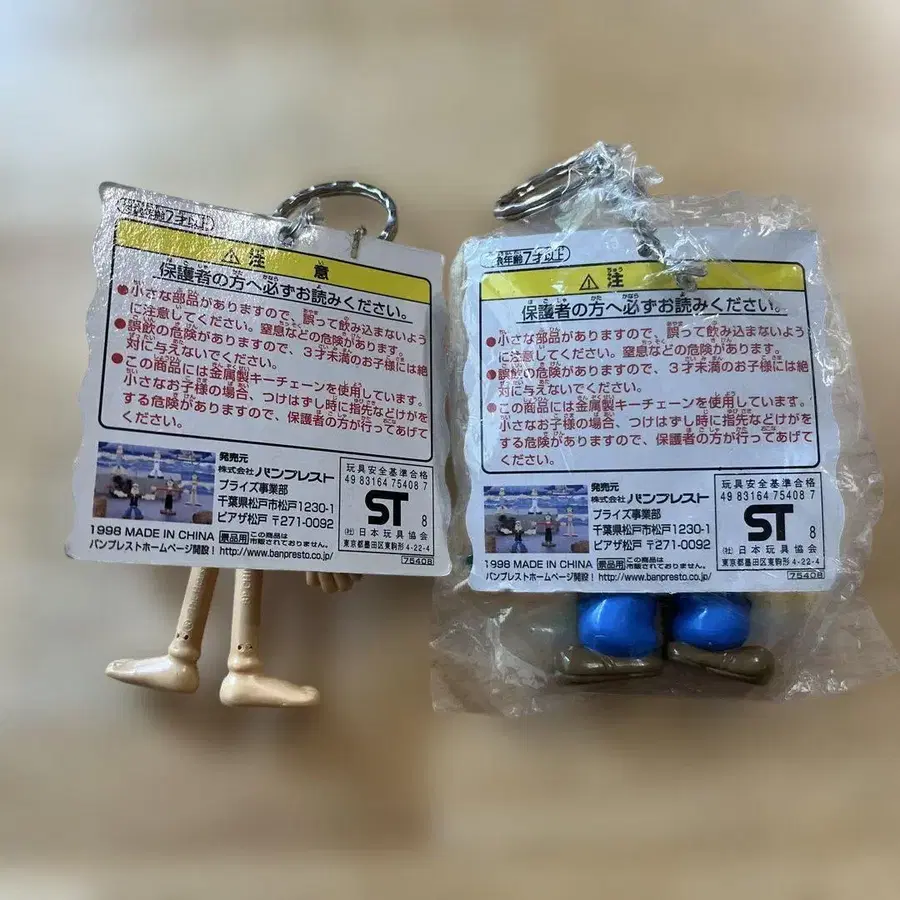 対象年齢7才以上
注意
保護者の方へ必ずお読みください。
●小さな部品がありますので、誤って飲み込まないよう
に注意してください。窒息などの危険があります。
●誤飲の危険がありますので、3才未満のお子様には絶
対に与えないでください。
●この商品には金属製キーチェーンを使用しています。
小さなお子様の場合、つけはずし時に指先などけがを
する危険がありますので、保護者の方が行ってあげて
ください。
発売元
株式会社バンプレスト
プライズ事業部
千葉県松戸市松戸1230-1
ピアザ松戸 〒271-0092
玩具安全基準合格
49 83164 75408 7
ST 8
(社)日本玩具協会
東京都墨田区東駒形4-22-4
1998 MADE IN CHINA 景品用 この商品は市販されておりません。
バンプレストホームページ開設! http://www.banpresto.co.jp/
75408
象年齢7才以上
注
保護者の方へ必ずお読みください。
●小さな部品がありますので、誤って飲み込まないよう
に注意してください。窒息などの危険があります。
●誤飲の危険がありますので、3才未満のお子様には絶
対に与えないでください。
●この商品には金属製キーチェーンを使用しています。
小さなお子様の場合、つけはずし時に指先などけがを
する危険がありますので、保護者の方が行ってあげて
ください。
発売元
株式会社バンプレスト
プライズ事業部
千葉県松戸市松戸1230-1
ピアザ松戸 〒271-0092
玩具安全基準合格
49 83164 75408 7
ST 8
(社)日本玩具協会
東京都墨田区東駒形4-22-4
1998 MADE IN CHINA 景品用 この商品は市販されておりません。
バンプレストホームページ開設! http://www.banpresto.co.jp/
75408